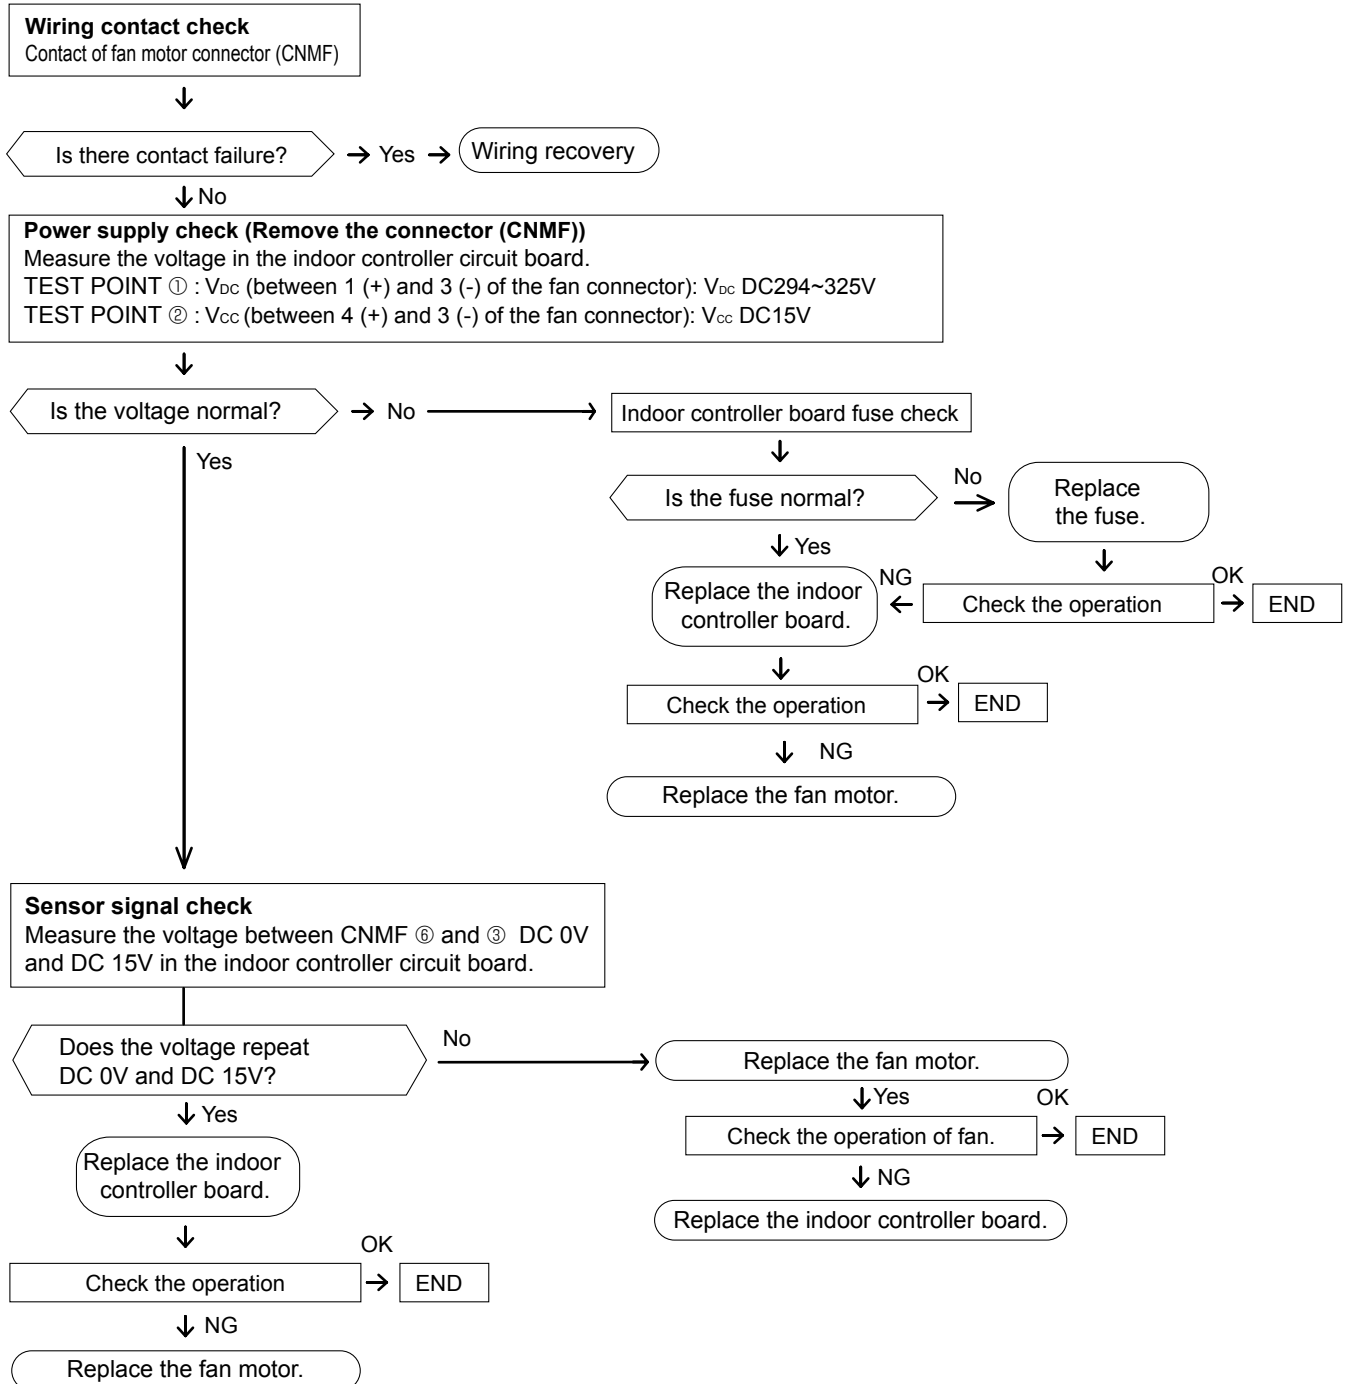 Wiring contact check
Contact of fan motor connector (CNMF)
Is there contact failure?
Yes
Wiring recovery
No
Power supply check (Remove the connector (CNMF))
Measure the voltage in the indoor controller circuit board.
TEST POINT ① : VDC (between 1 (+) and 3 (-) of the fan connector): VDC DC294~325V
TEST POINT ② : VCC (between 4 (+) and 3 (-) of the fan connector): VCC DC15V
Is the voltage normal?
No
Indoor controller board fuse check
Yes
Is the fuse normal?
No
Replace
the fuse.
Yes
Replace the indoor
controller board.
NG
Check the operation
OK
END
Check the operation
OK
END
NG
Replace the fan motor.
Sensor signal check
Measure the voltage between CNMF ⑥ and ③ DC 0V
and DC 15V in the indoor controller circuit board.
Does the voltage repeat
DC 0V and DC 15V?
No
Replace the fan motor.
Yes
OK
Check the operation of fan.
END
NG
Replace the indoor controller board.
Yes
Replace the indoor
controller board.
OK
Check the operation
END
NG
Replace the fan motor.